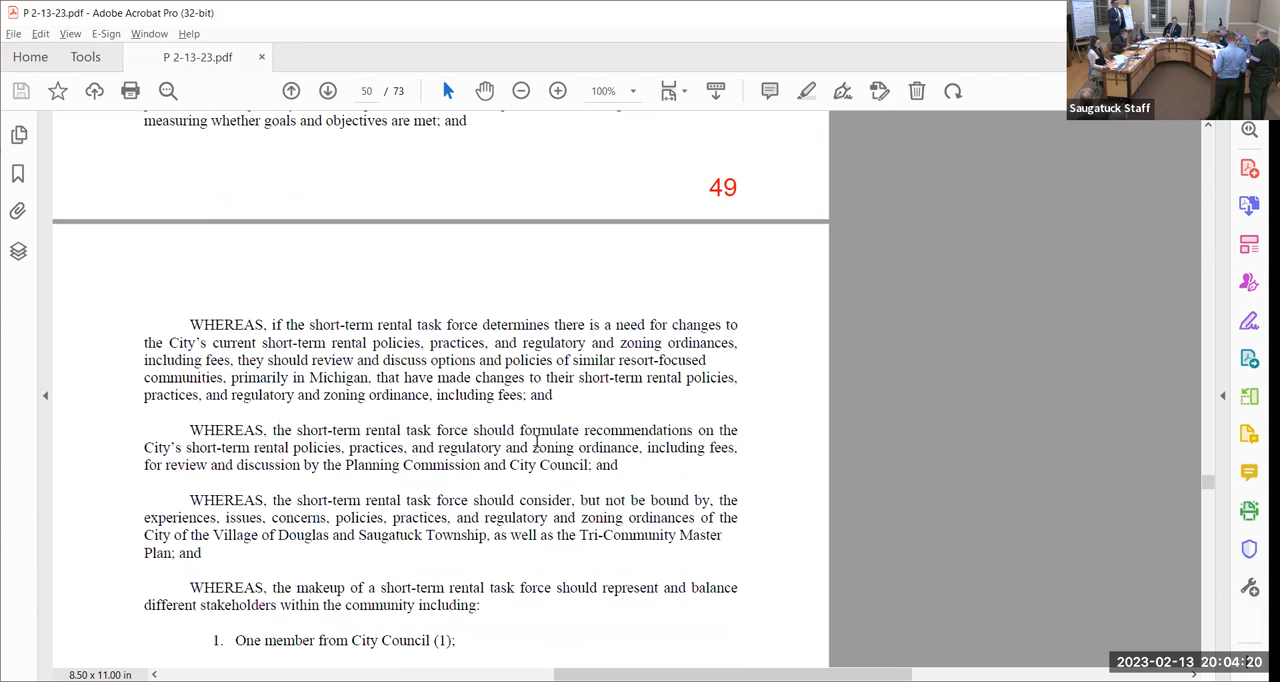 P 2-13-23.pdf - Adobe Acrobat Pro (32-bit)
File Edit View E-Sign Window Help
Home Tools P 2-13-23.pdf ×
50 / 73 100%
Saugatuck Staff
measuring whether goals and objectives are met; and
49
WHEREAS, if the short-term rental task force determines there is a need for changes to
the City's current short-term rental policies, practices, and regulatory and zoning ordinances,
including fees, they should review and discuss options and policies of similar resort-focused
communities, primarily in Michigan, that have made changes to their short-term rental policies,
practices, and regulatory and zoning ordinance, including fees; and
WHEREAS, the short-term rental task force should formulate recommendations on the
City's short-term rental policies, practices, and regulatory and zoning ordinance, including fees,
for review and discussion by the Planning Commission and City Council; and
WHEREAS, the short-term rental task force should consider, but not be bound by, the
experiences, issues, concerns, policies, practices, and regulatory and zoning ordinances of the
City of the Village of Douglas and Saugatuck Township, as well as the Tri-Community Master
Plan; and
WHEREAS, the makeup of a short-term rental task force should represent and balance
different stakeholders within the community including:
1. One member from City Council (1);
8.50 x 11.00 in
2023-02-13 20:04:20